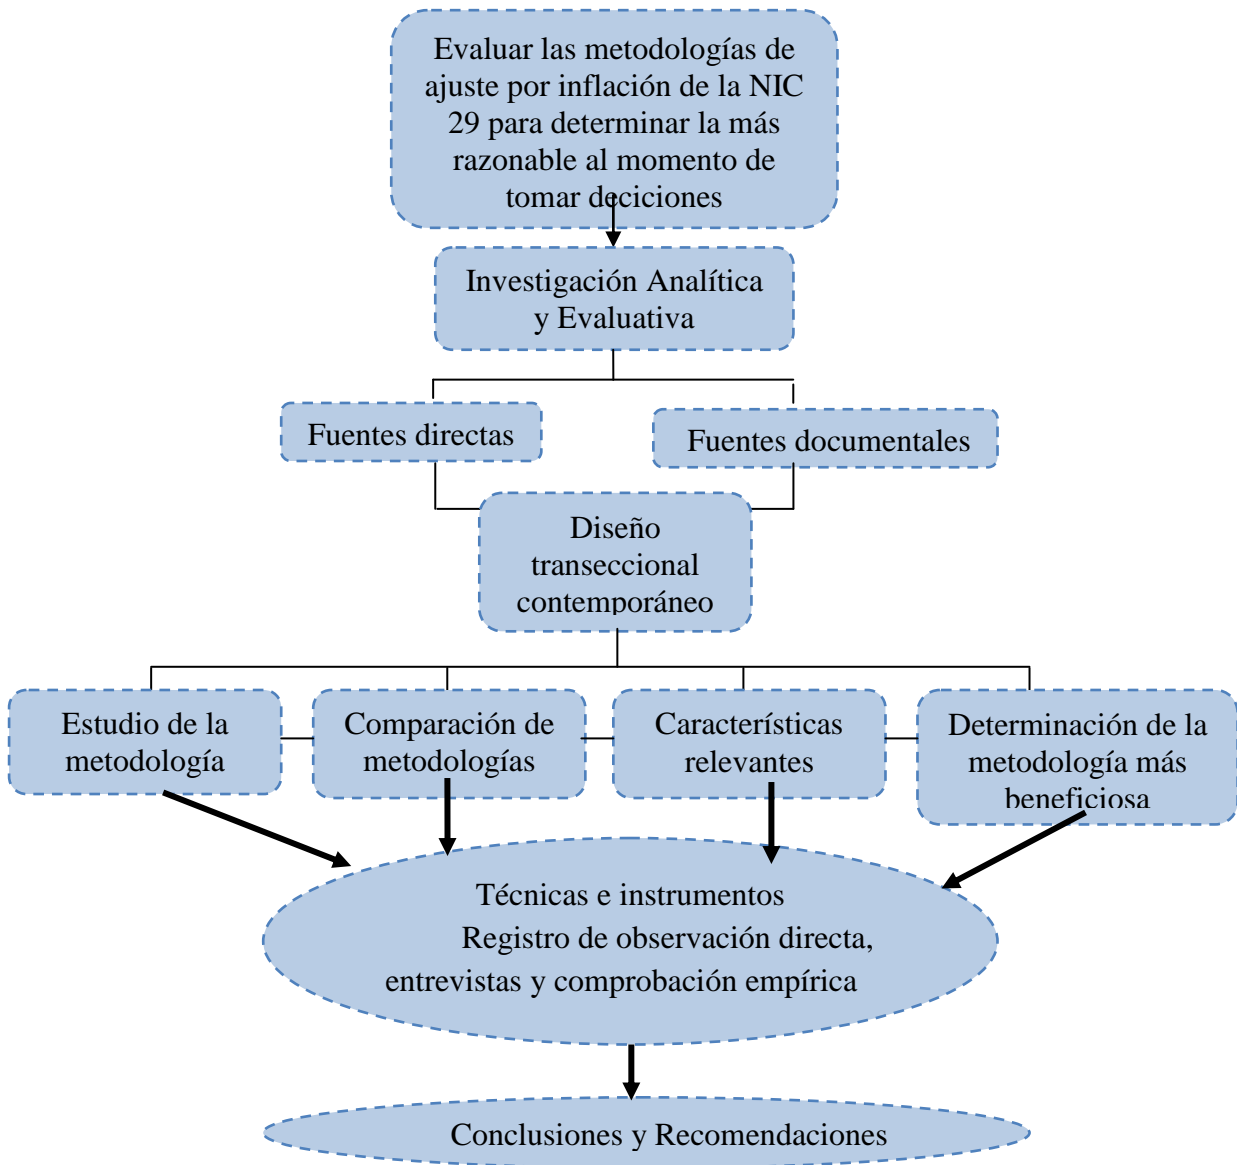 Evaluar las metodologías de
ajuste por inflación de la NIC
29 para determinar la más
razonable al momento de
tomar deciciones
Investigación Analítica
y Evaluativa
Fuentes directas
Fuentes documentales
Diseño
transeccional
contemporáneo
Estudio de la
metodología
Comparación de
metodologías
Características
relevantes
Determinación de la
metodología más
beneficiosa
Técnicas e instrumentos
Registro de observación directa,
entrevistas y comprobación empírica
Conclusiones y Recomendaciones